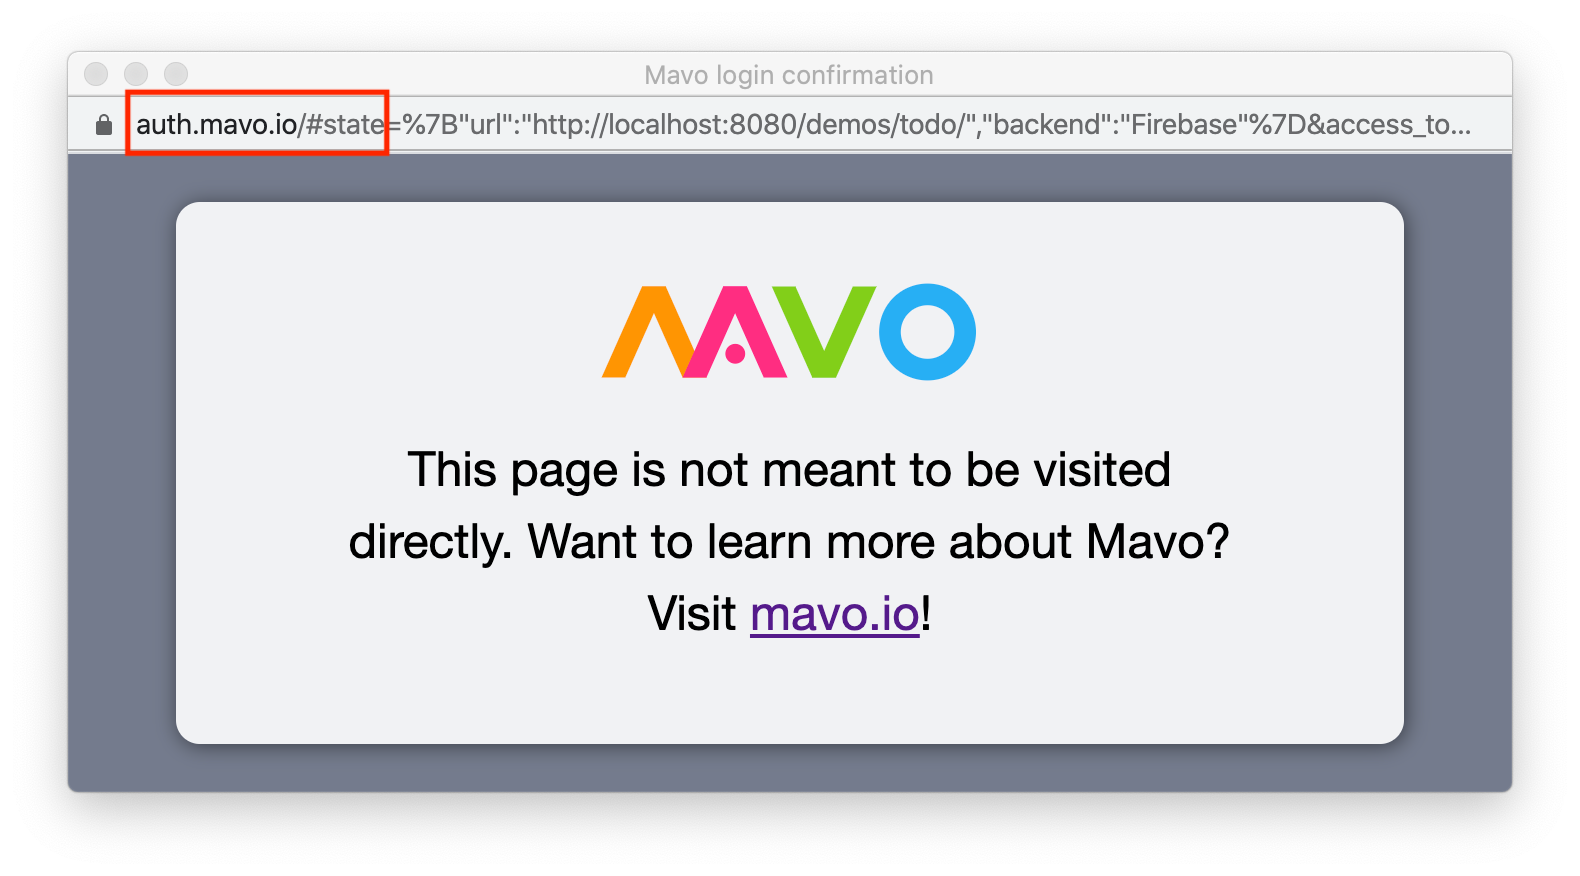 Mavo login confirmation
auth.mavo.io/#state=%7B"url":"http://localhost:8080/demos/todo/","backend":"Firebase"%7D&access_to...
MAVO
This page is not meant to be visited
directly. Want to learn more about Mavo?
Visit mavo.io!